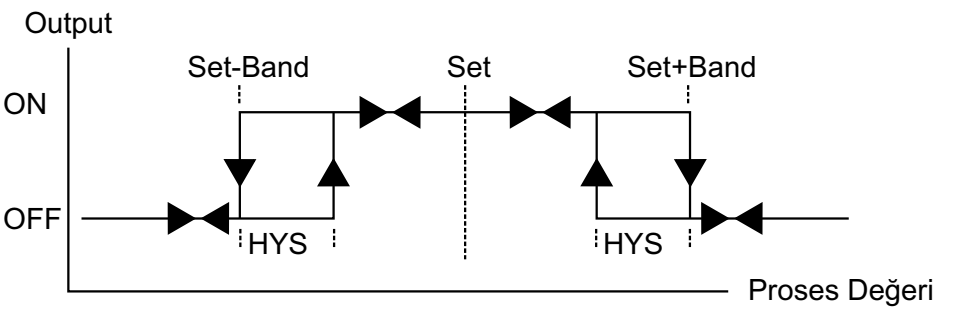 Output
Set-Band Set Set+Band
ON
OFF
HYS HYS
Proses Değeri